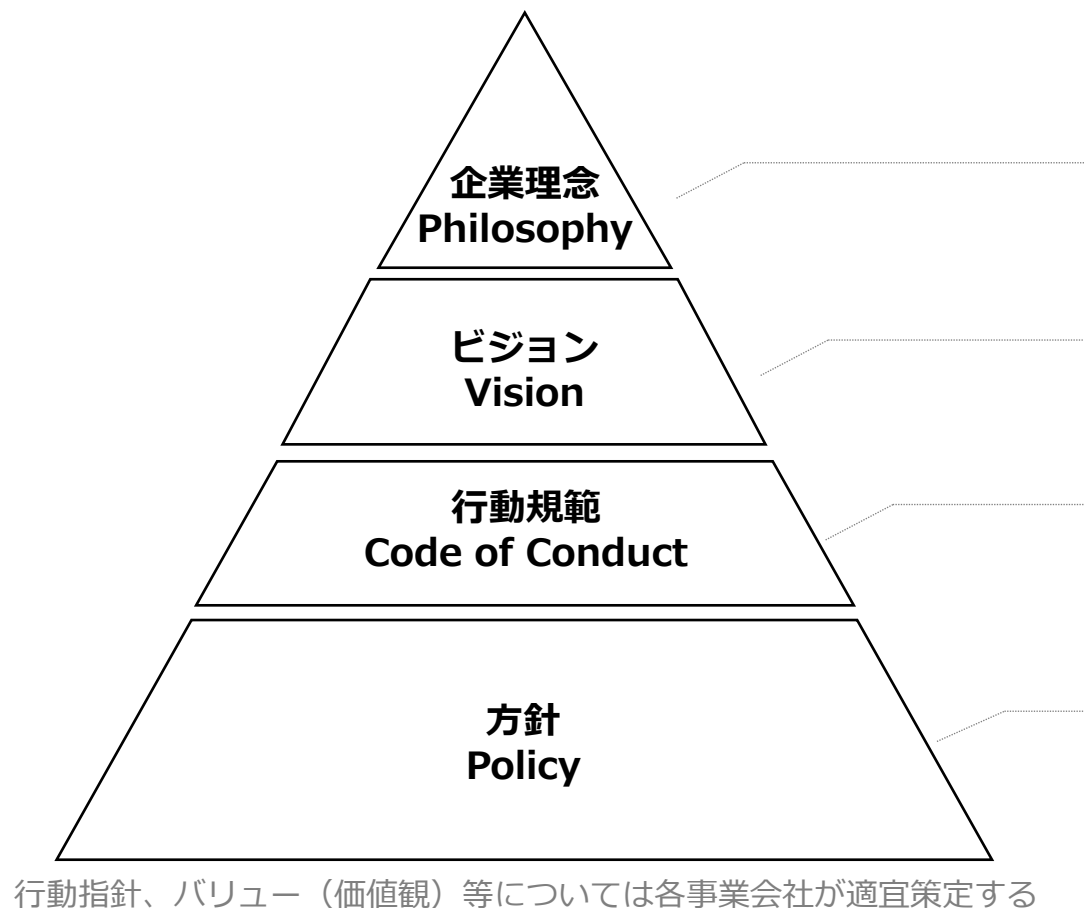 企業理念
Philosophy
ビジョン
Vision
行動規範
Code of Conduct
方針
Policy
行動指針、バリュー（価値観）等については各事業会社が適宜策定する